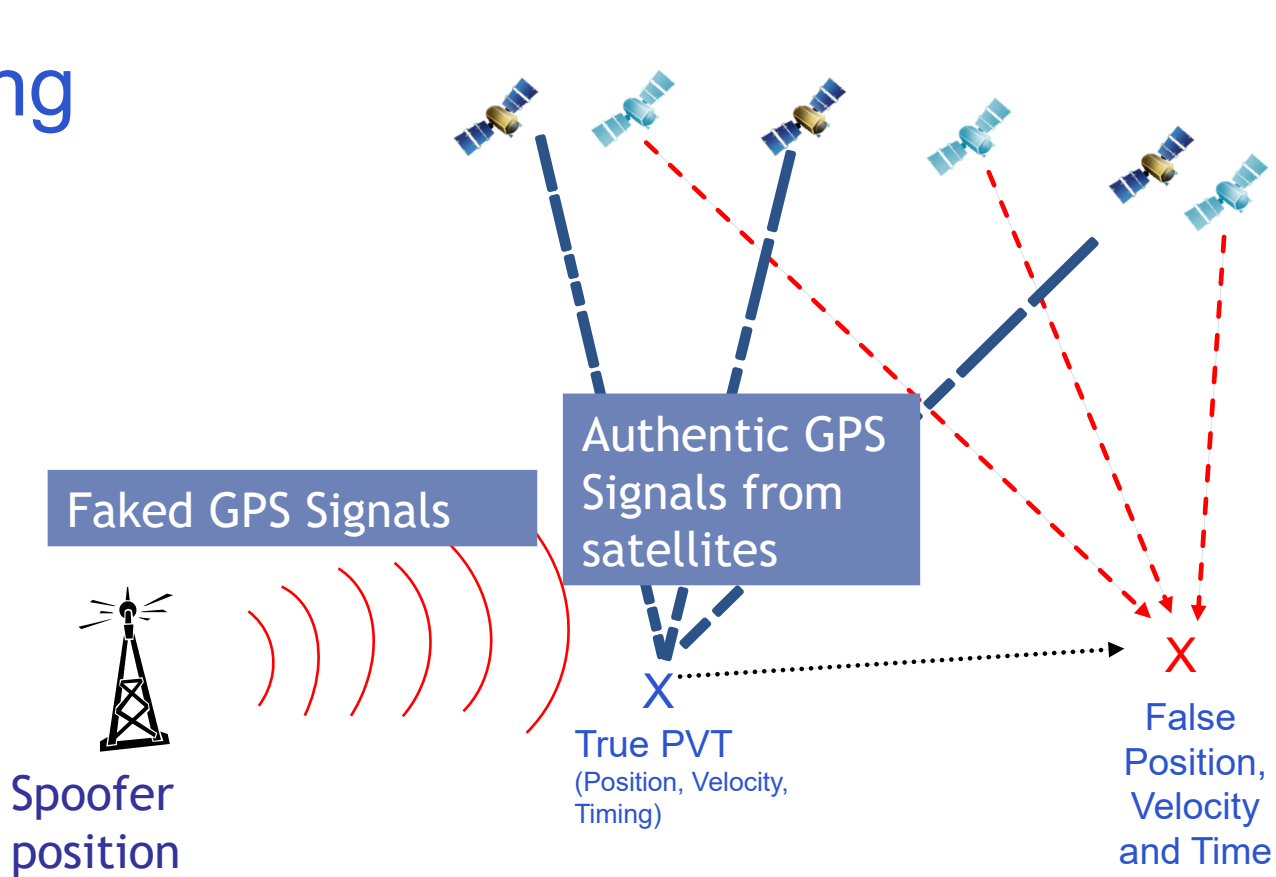 ng
Authentic GPS
Signals from
satellites
Faked GPS Signals
X
X
True PVT
(Position, Velocity,
Timing)
False
Position,
Velocity
and Time
Spoofer
position